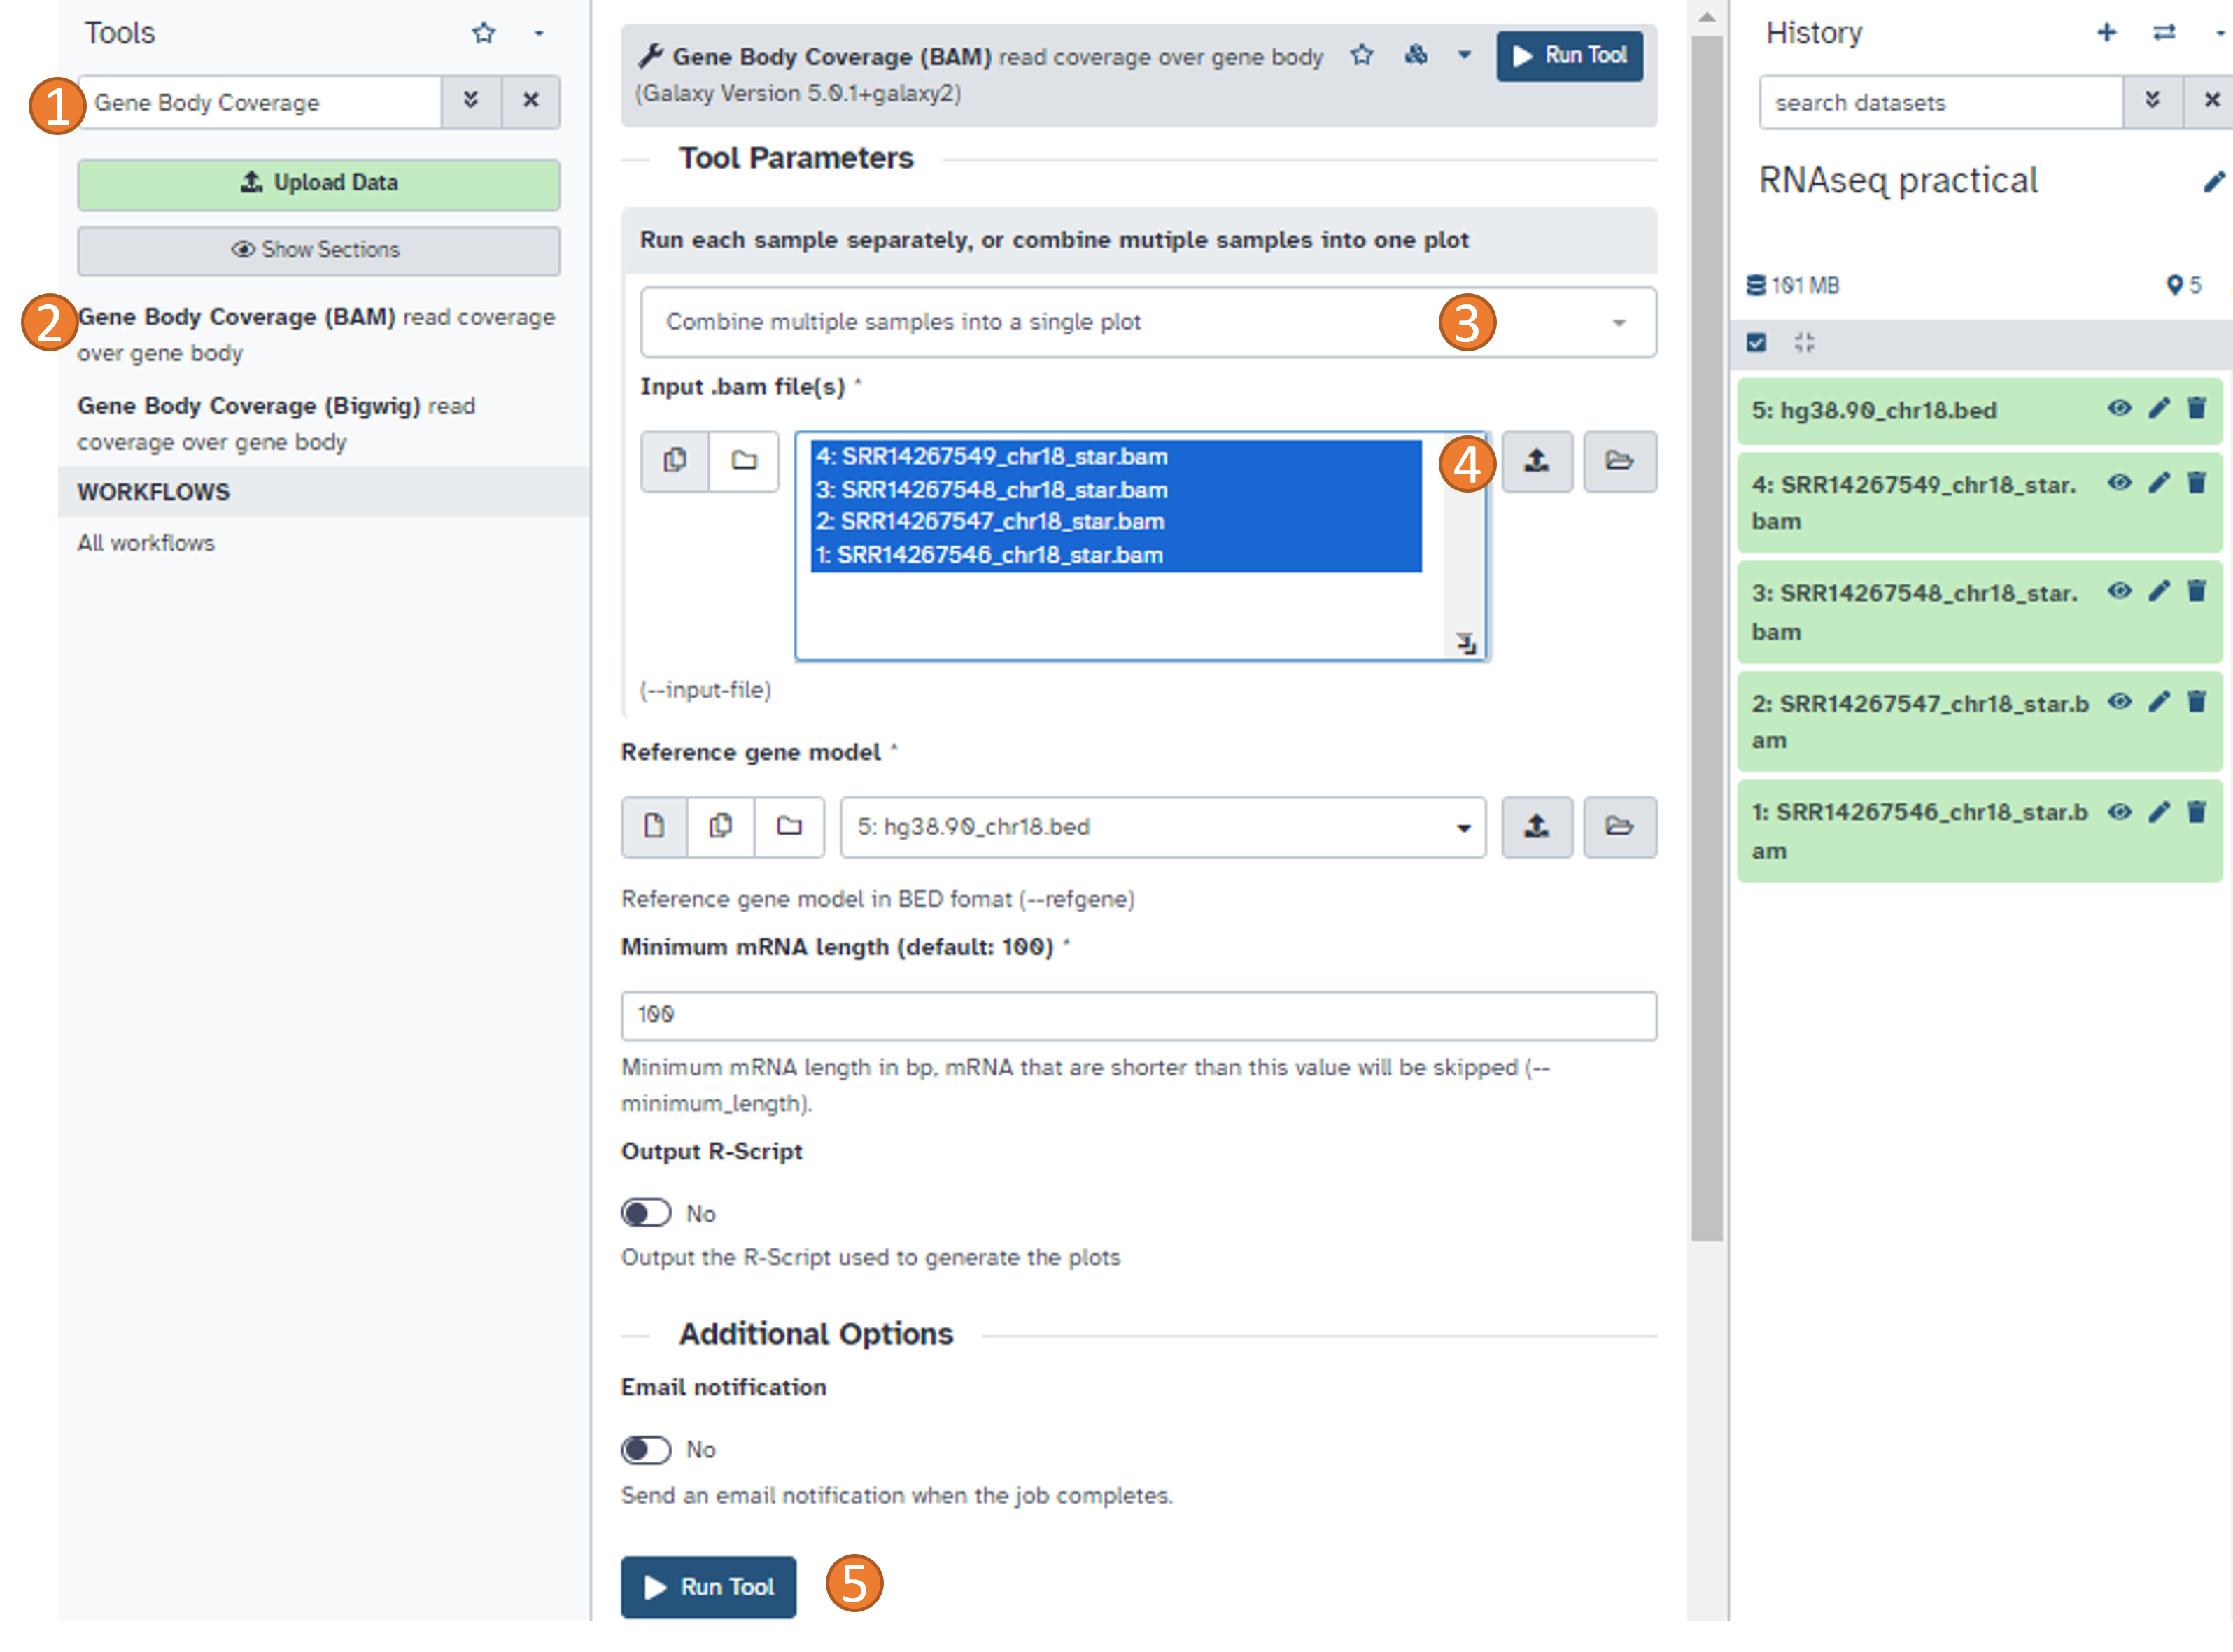 Tools
1
Gene Body Coverage
Upload Data
Show Sections
2
Gene Body Coverage (BAM) read coverage
over gene body
Gene Body Coverage (Bigwig) read
coverage over gene body
WORKFLOWS
All workflows
Gene Body Coverage (BAM) read coverage over gene body
(Galaxy Version 5.0.1+galaxy2)
Run Tool
Tool Parameters
Run each sample separately, or combine mutiple samples into one plot
Combine multiple samples into a single plot
3
Input .bam file(s) *
4: SRR14267549_chr18_star.bam
3: SRR14267548_chr18_star.bam
2: SRR14267547_chr18_star.bam
1: SRR14267546_chr18_star.bam
4
(--input-file)
Reference gene model *
5: hg38.90_chr18.bed
Reference gene model in BED fomat (--refgene)
Minimum mRNA length (default: 100) *
100
Minimum mRNA length in bp, mRNA that are shorter than this value will be skipped (--
minimum_length).
Output R-Script
No
Output the R-Script used to generate the plots
Additional Options
Email notification
No
Send an email notification when the job completes.
Run Tool
5
History
search datasets
RNAseq practical
101 MB
5
5: hg38.90_chr18.bed
4: SRR14267549_chr18_star.
bam
3: SRR14267548_chr18_star.
bam
2: SRR14267547_chr18_star.b
am
1: SRR14267546_chr18_star.b
am